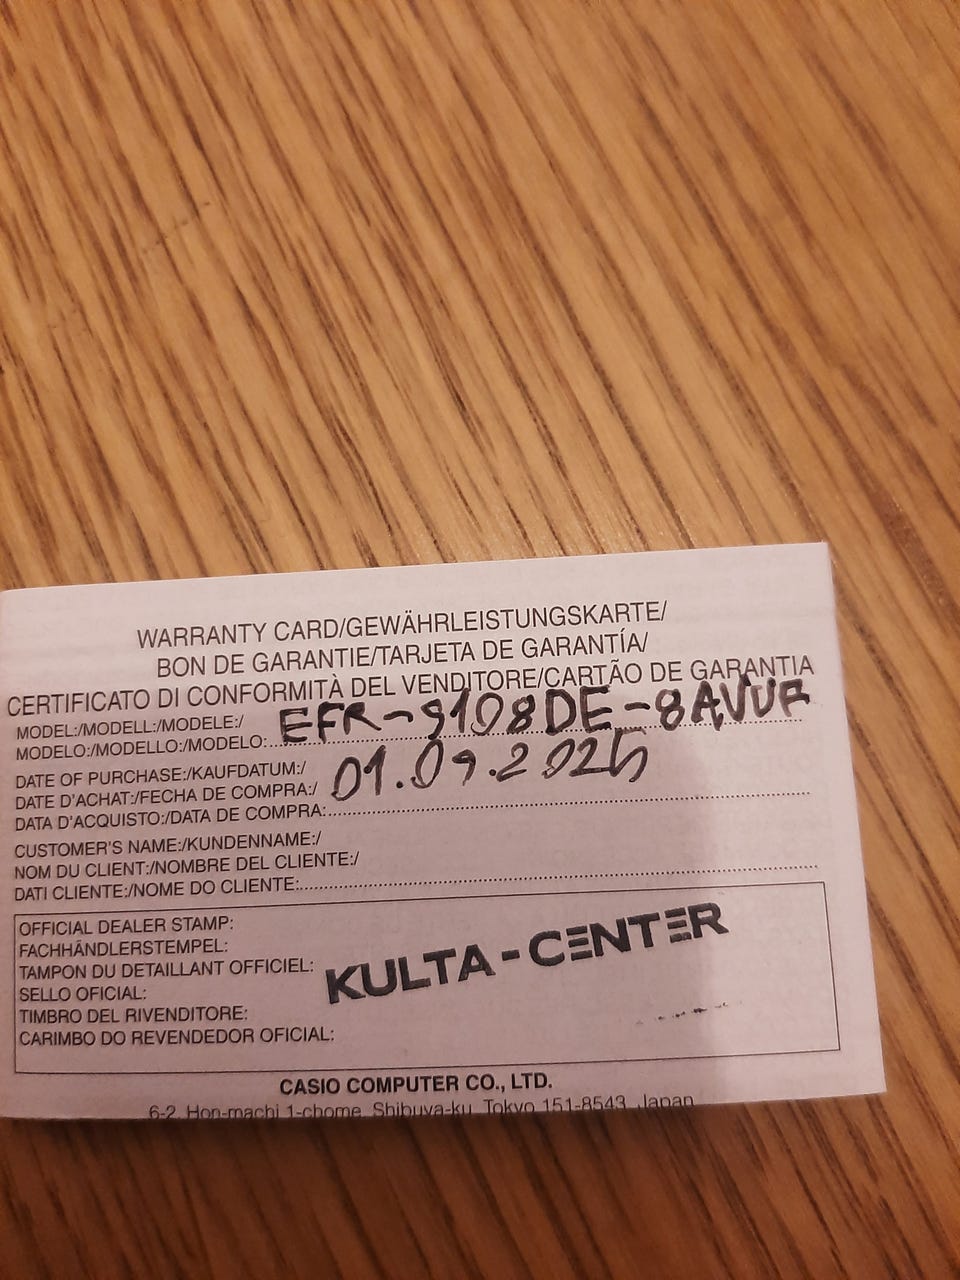 WARRANTY CARD/GEWÄHRLEISTUNGSKARTE/
BON DE GARANTIE/TARJETA DE GARANTÍA/
CERTIFICATO DI CONFORMITÀ DEL VENDITORE/CARTÃO DE GARANTIA
MODEL:/MODELL:/MODELE:/
MODELO:/MODELLO:/MODELO: EFR-S108DE-8AVUF
DATE OF PURCHASE:/KAUFDATUM:/
DATE D'ACHAT:/FECHA DE COMPRA:/ 01.09.2025
DATA D'ACQUISTO:/DATA DE COMPRA:
CUSTOMER'S NAME:/KUNDENNAME:/
NOM DU CLIENT:/NOMBRE DEL CLIENTE:/
DATI CLIENTE:/NOME DO CLIENTE:
OFFICIAL DEALER STAMP:
FACHHÄNDLERSTEMPEL:
TAMPON DU DETAILLANT OFFICIEL:
SELLO OFICIAL:
TIMBRO DEL RIVENDITORE:
CARIMBO DO REVENDEDOR OFICIAL:
KULTA-CENTER
CASIO COMPUTER CO., LTD.
6-2, Hon-machi 1-chome, Shibuya-ku, Tokyo 151-8543, Japan